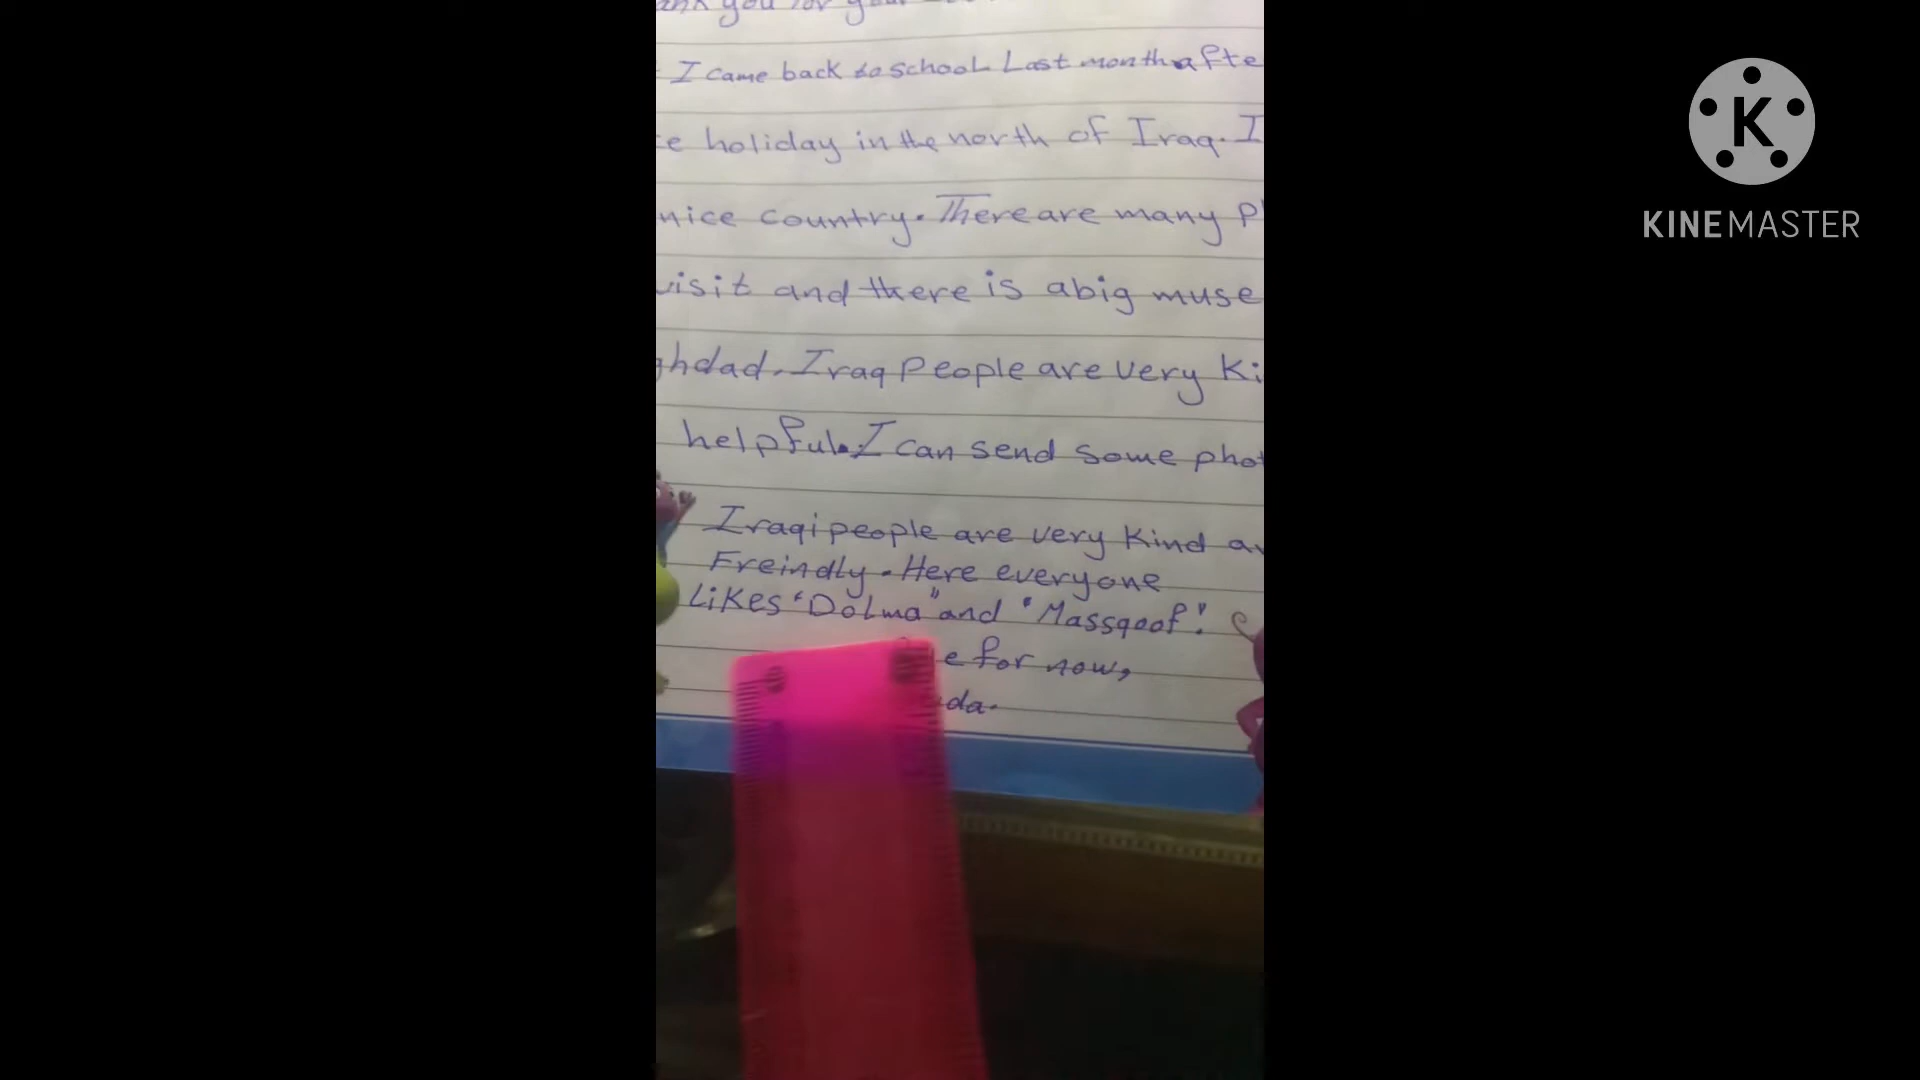 I came back to school Last month afte
holiday in the north of Iraq. I
nice country. There are many
visit and there is abig muse
ghdad. Iraq People are very Ki
helpful. I can send some phot
Iraqi people are very Kind an
Freindly. Here everyone
Likes "Dolma" and "Massqoof".
e for now,
da.
K
KINEMASTER